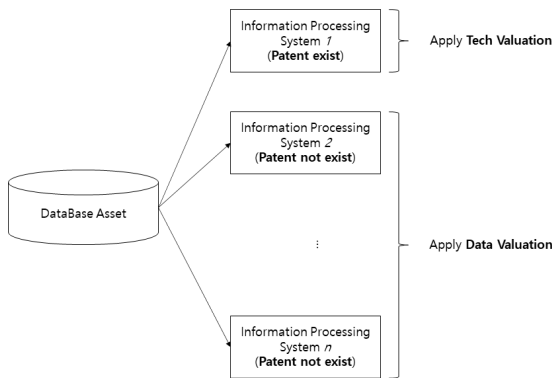 Information Processing
System 1
(Patent exist)
Apply Tech Valuation
Information Processing
System 2
(Patent not exist)
DataBase Asset
⋮
Apply Data Valuation
Information Processing
System n
(Patent not exist)